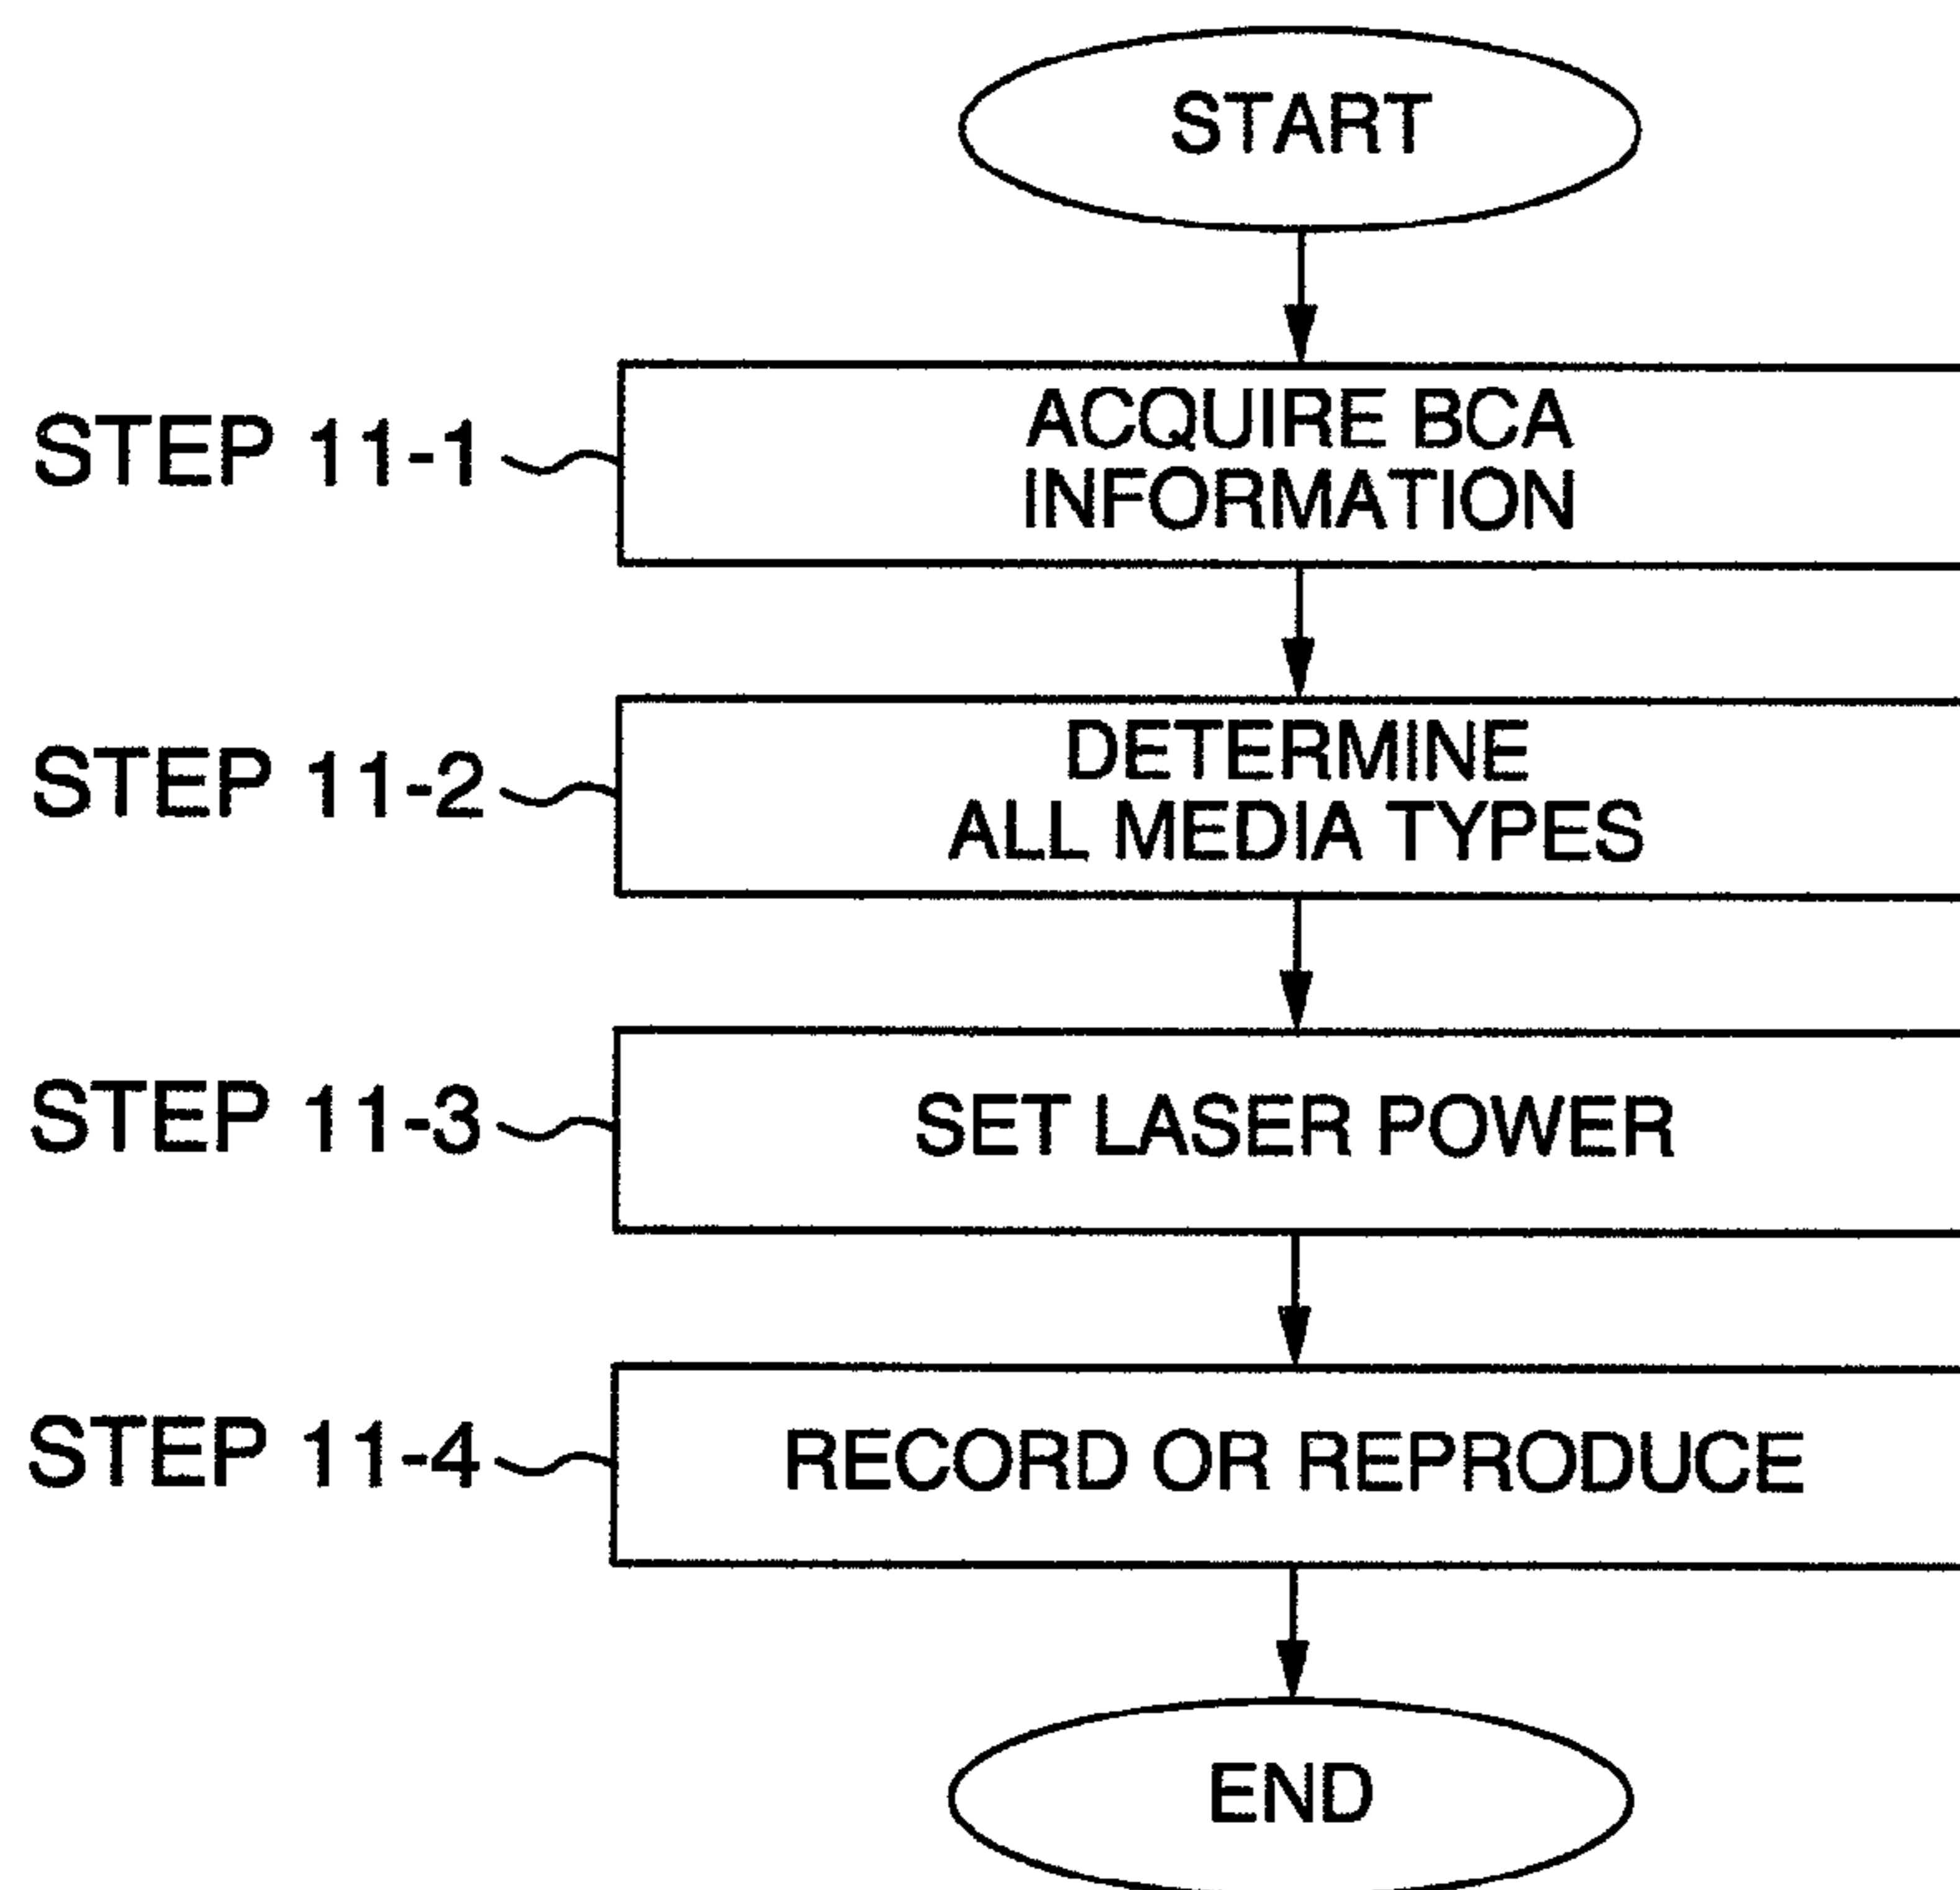 START
STEP 11-1
ACQUIRE BCA
INFORMATION
STEP 11-2
DETERMINE
ALL MEDIA TYPES
STEP 11-3
SET LASER POWER
STEP 11-4
RECORD OR REPRODUCE
END